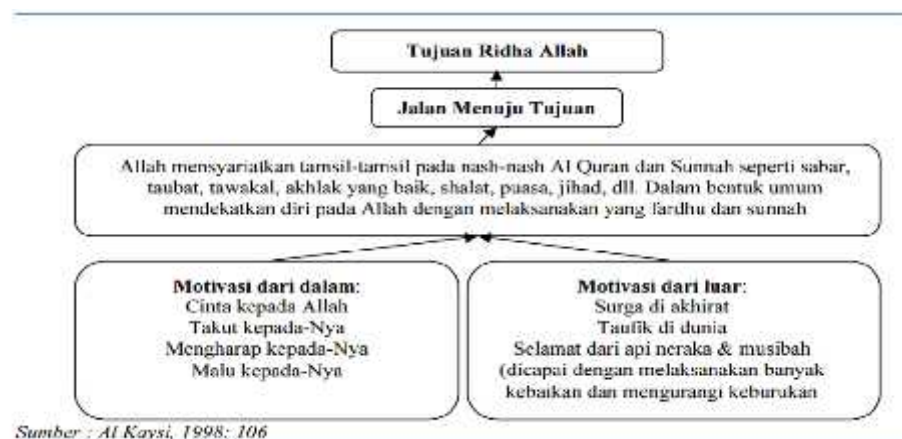 Tujuan Ridha Allah
Jalan Menuju Tujuan
Allah mensyariatkan tamsil-tamsil pada nash-nash Al Quran dan Sunnah seperti sabar,
taubat, tawakal, akhlak yang baik, shalat, puasa, jihad, dll. Dalam bentuk umum
mendekatkan diri pada Allah dengan melaksanakan yang fardhu dan sunnah
Motivasi dari dalam:
Cinta kepada Allah
Takut kepada-Nya
Mengharap kepada-Nya
Malu kepada-Nya
Motivasi dari luar:
Surga di akhirat
Taufik di dunia
Selamat dari api neraka & musibah
(dicapai dengan melaksanakan banyak
kebaikan dan mengurangi keburukan
Sumber : Al Kaysi, 1998: 106